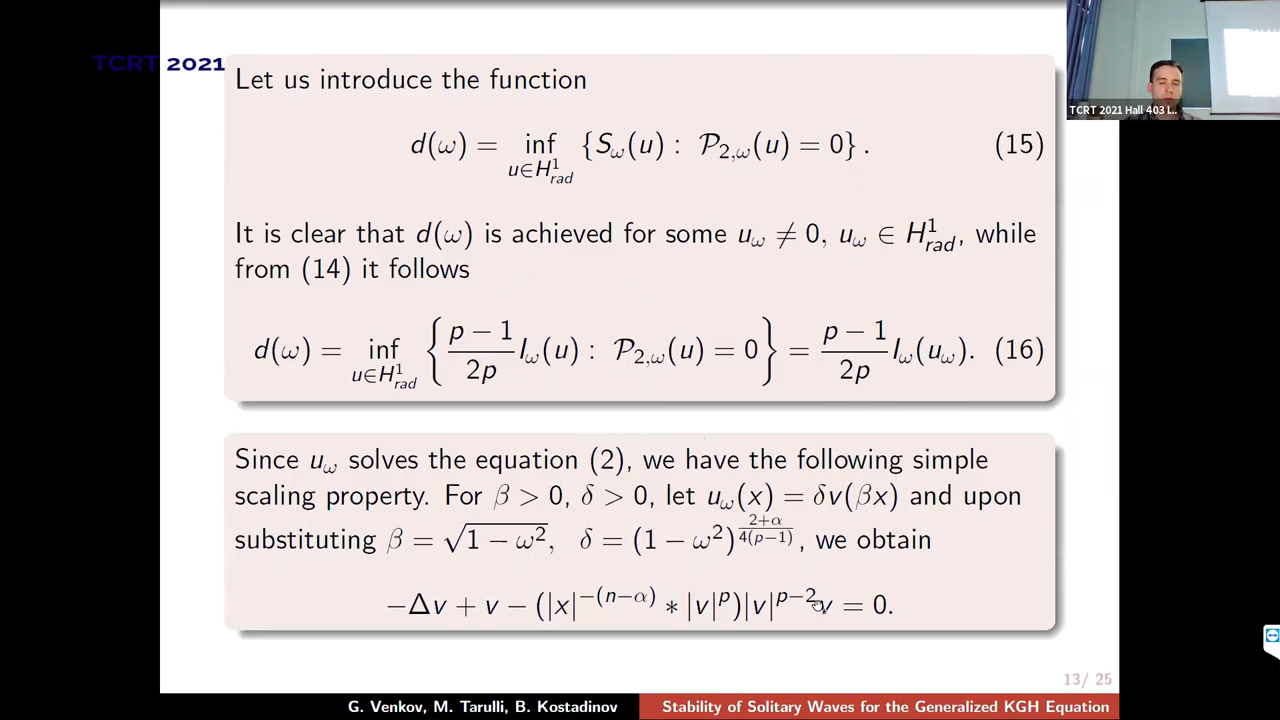 TCRT 2021
Let us introduce the function
d(ω) = inf_{u∈H^1_{rad}} {S_ω(u) : 𝒫_{2,ω}(u) = 0} . (15)
It is clear that d(ω) is achieved for some u_ω ≠ 0, u_ω ∈ H^1_{rad}, while
from (14) it follows
d(ω) = inf_{u∈H^1_{rad}} { \frac{p − 1}{2p} I_ω(u) : 𝒫_{2,ω}(u) = 0 } = \frac{p − 1}{2p} I_ω(u_ω). (16)
Since u_ω solves the equation (2), we have the following simple
scaling property. For β > 0, δ > 0, let u_ω(x) = δv(βx) and upon
substituting β = √(1 − ω^2), δ = (1 − ω^2)^{\frac{2+α}{4(p−1)}}, we obtain
−Δv + v − (|x|^{−(n−α)} ∗ |v|^p)|v|^{p−2}v = 0.
13/ 25
G. Venkov, M. Tarulli, B. Kostadinov Stability of Solitary Waves for the Generalized KGH Equation
TCRT 2021 Hall 403 I...